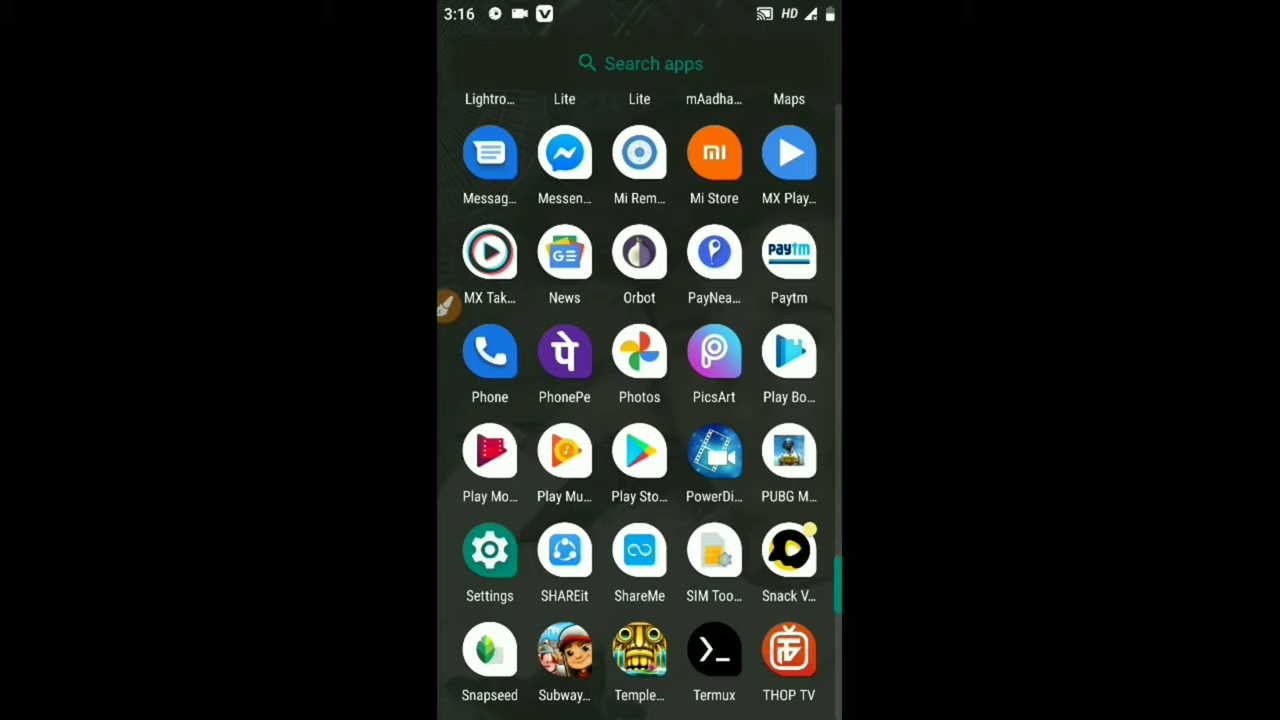 3:16 HD
Search apps
Lightro... Lite Lite mAadha... Maps
mi
Messag... Messen... Mi Rem... Mi Store MX Play...
GE paytm
MX Tak... News Orbot PayNea... Paytm
पे
Phone PhonePe Photos PicsArt Play Bo...
Play Mo... Play Mu... Play Sto... PowerDi... PUBG M...
Settings SHAREit ShareMe SIM Too... Snack V...
Snapseed Subway... Temple... Termux THOP TV